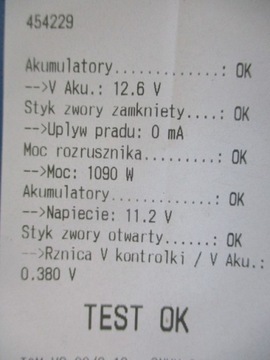 454229
Akumulatory.............: OK
-->V Aku.: 12.6 V
Styk zwory zamkniety....: OK
-->Uplyw pradu: 0 mA
Moc rozrusznika.........: OK
-->Moc: 1090 W
Akumulatory.............: OK
-->Napiecie: 11.2 V
Styk zwory otwarty......: OK
-->Rznica V kontrolki / V Aku.:
0.380 V
TEST OK